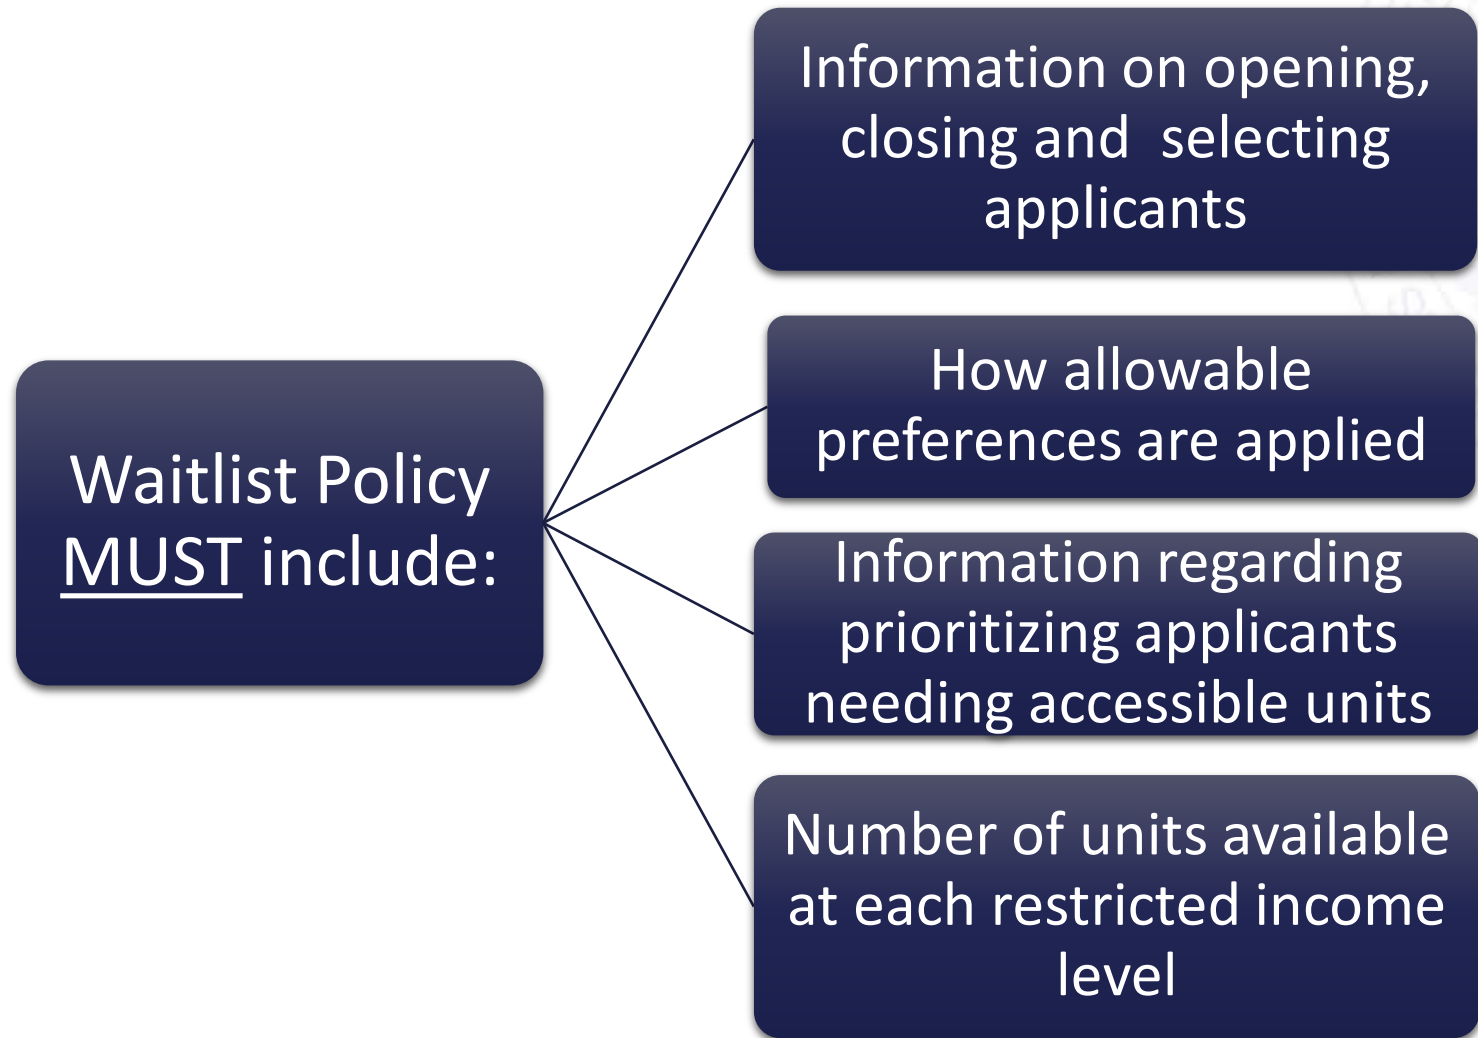 Waitlist Policy
MUST include:
Information on opening,
closing and  selecting
applicants
How allowable
preferences are applied
Information regarding
prioritizing applicants
needing accessible units
Number of units available
at each restricted income
level